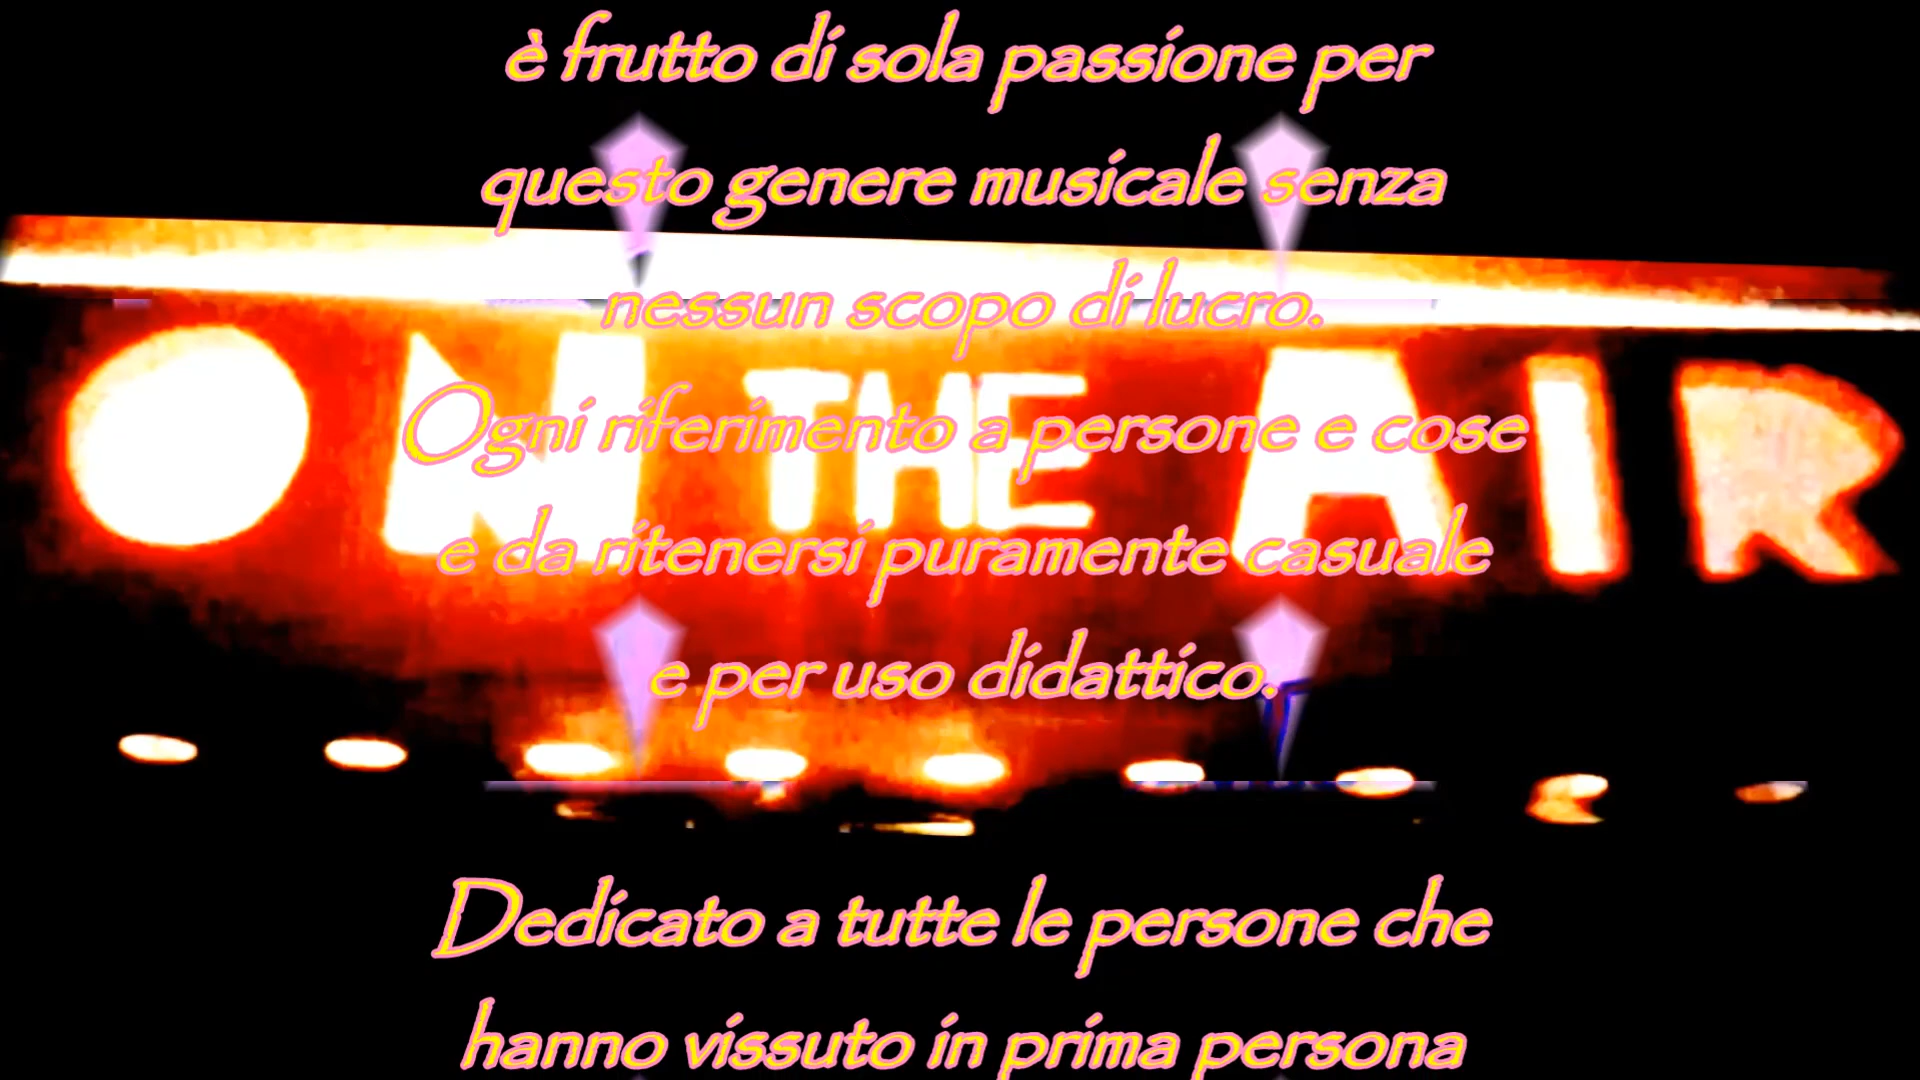 è frutto di sola passione per
questo genere musicale senza
nessun scopo di lucro.
ON THE AIR
Ogni riferimento a persone e cose
e da ritenersi puramente casuale
e per uso didattico.
Dedicato a tutte le persone che
hanno vissuto in prima persona